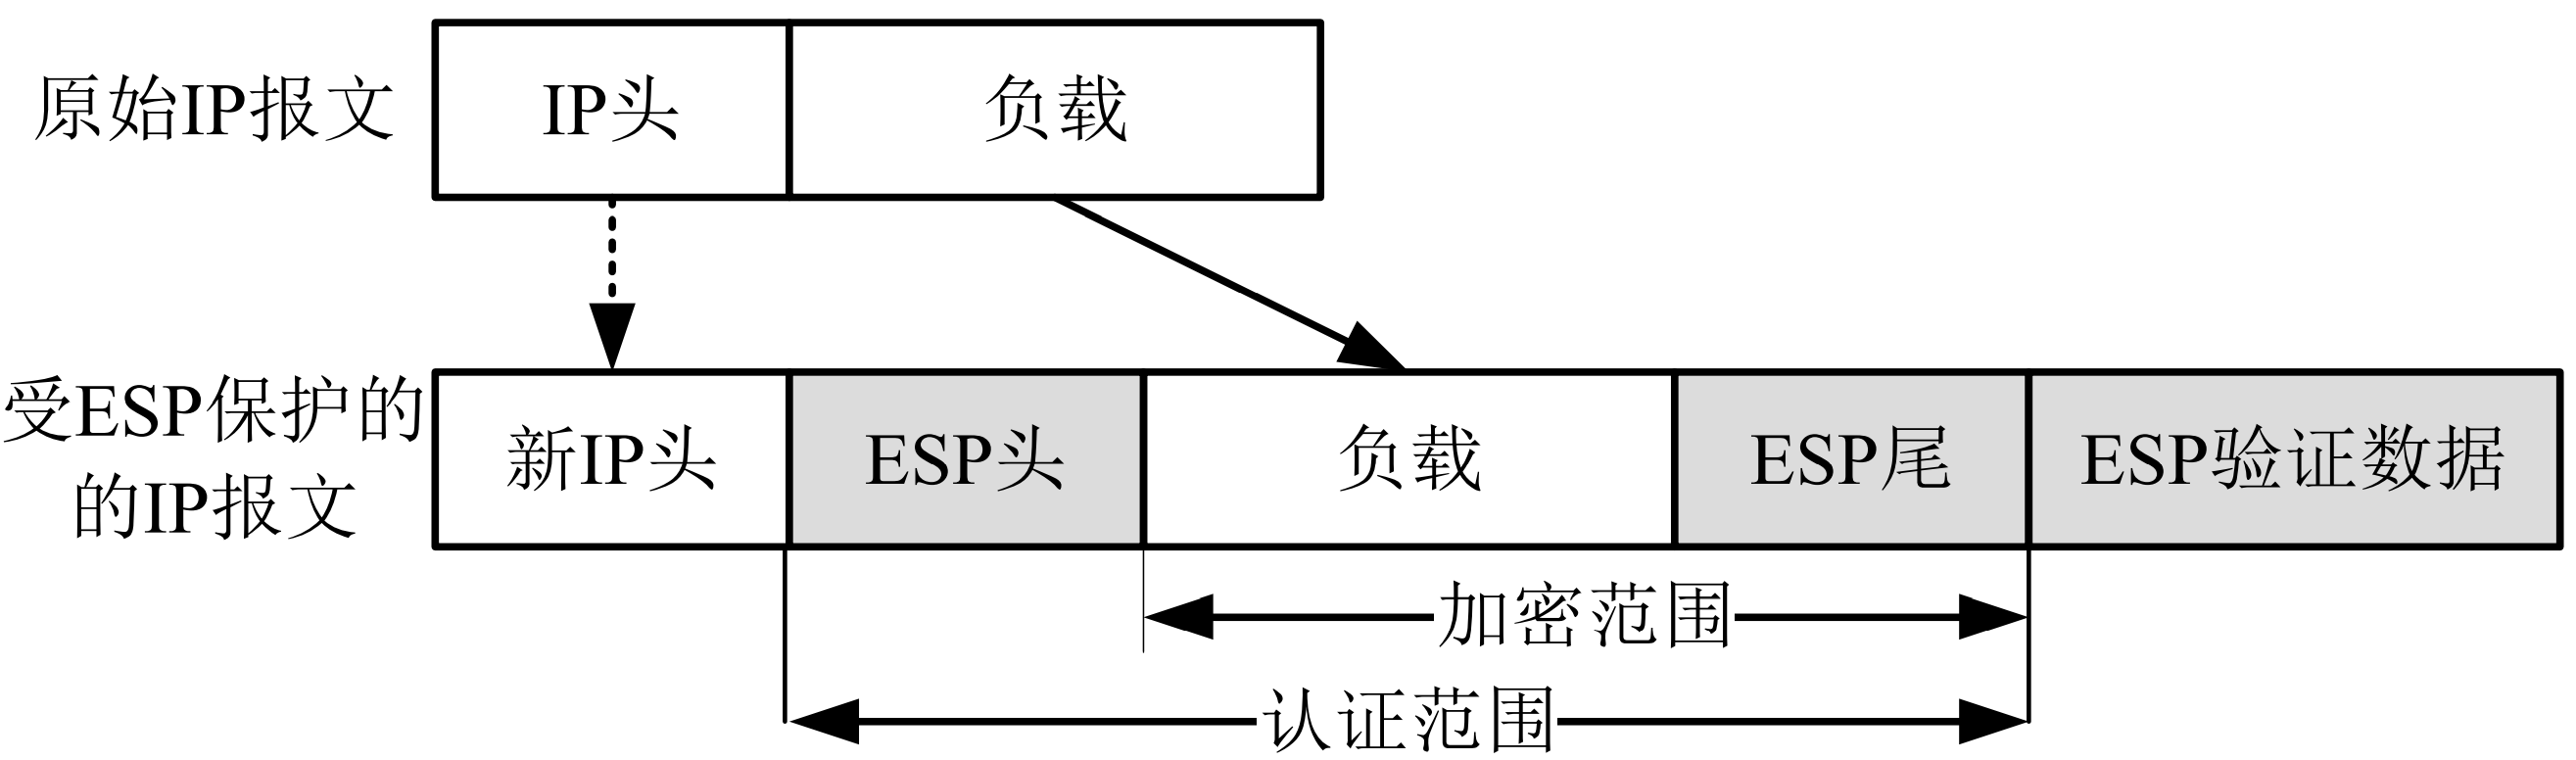 原始IP报文
IP头
负载
受ESP保护的
的IP报文
新IP头
ESP头
负载
ESP尾
ESP验证数据
加密范围
认证范围